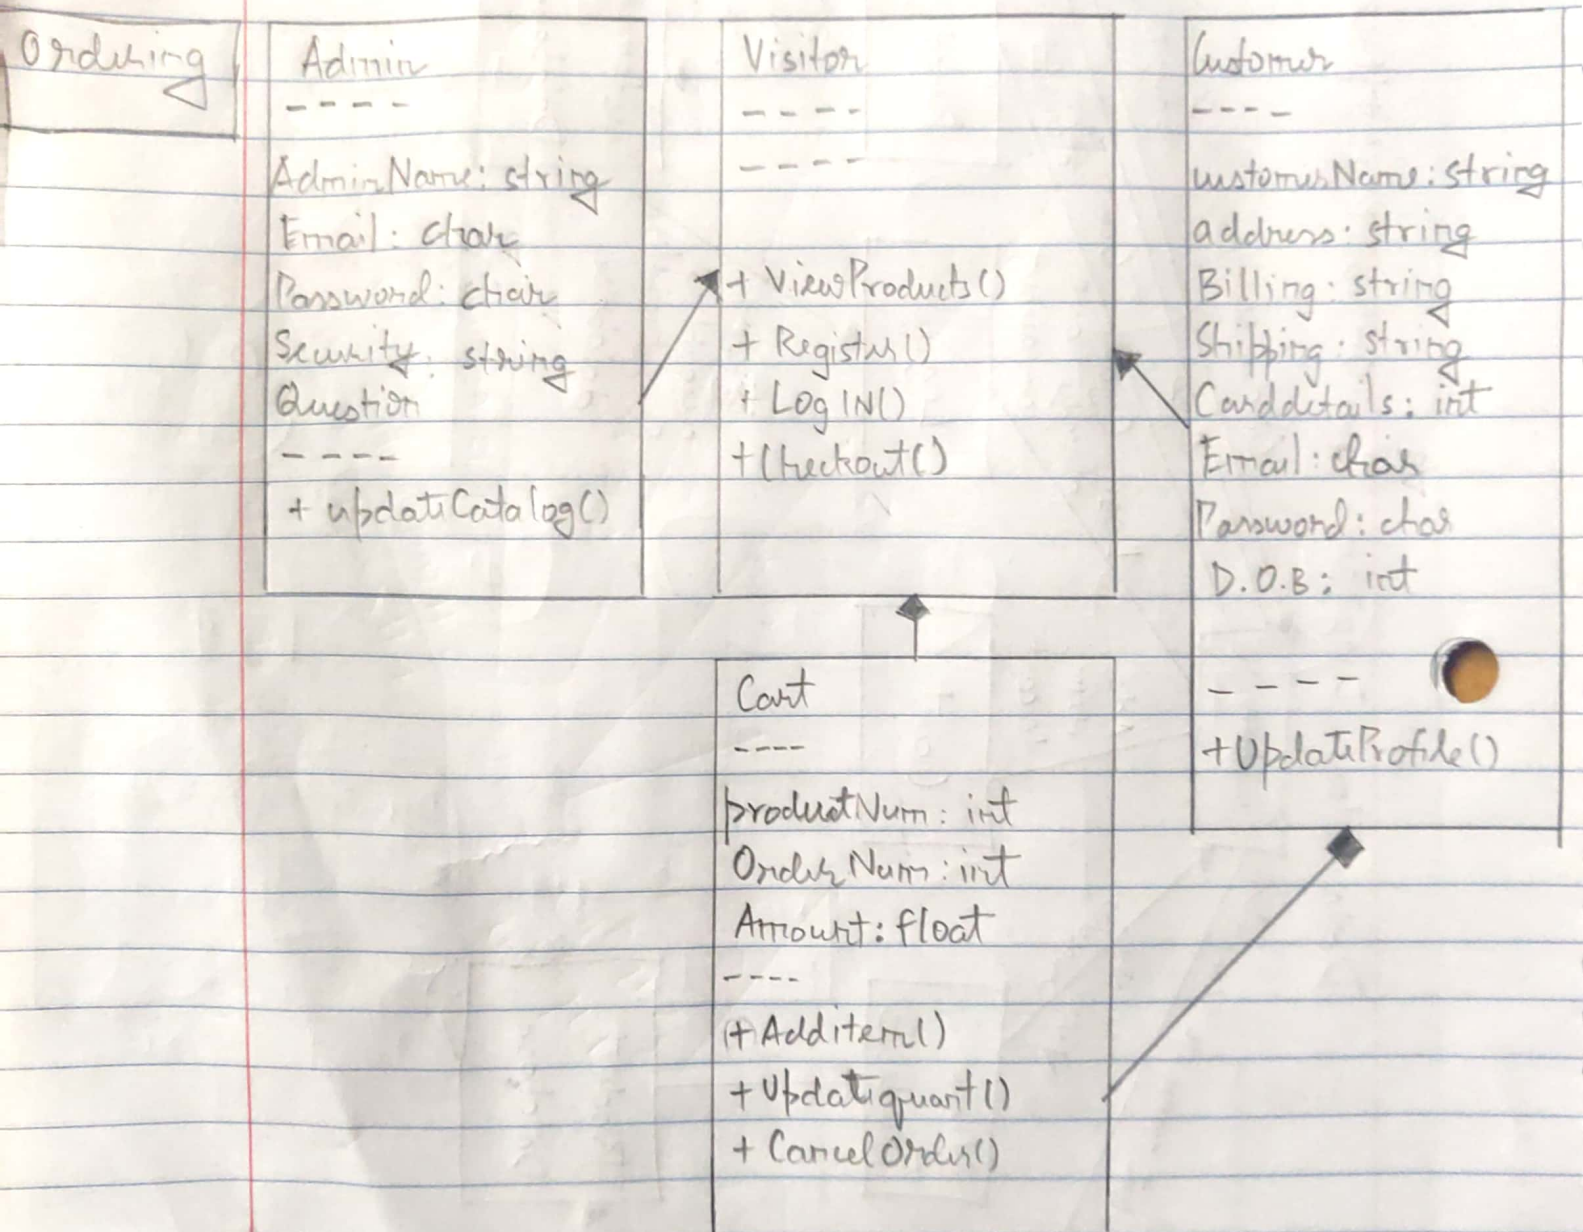 Ordering
Admin
- - - -
AdminName: string
Email: char
Password: char
Security: string
Question
- - - -
+ updateCatalog()
Visitor
- - - -
- - - -
+ ViewProducts()
+ Register()
+ Log IN()
+ Checkout()
Customer
- - - -
customerName: string
address: string
Billing: string
Shipping: string
Carddetails: int
Email: char
Password: char
D.O.B: int
- - - -
+ UpdateProfile()
Cart
----
productNum: int
OrderNum: int
Amount: float
----
+ Additem()
+ Updatequant()
+ CancelOrder()